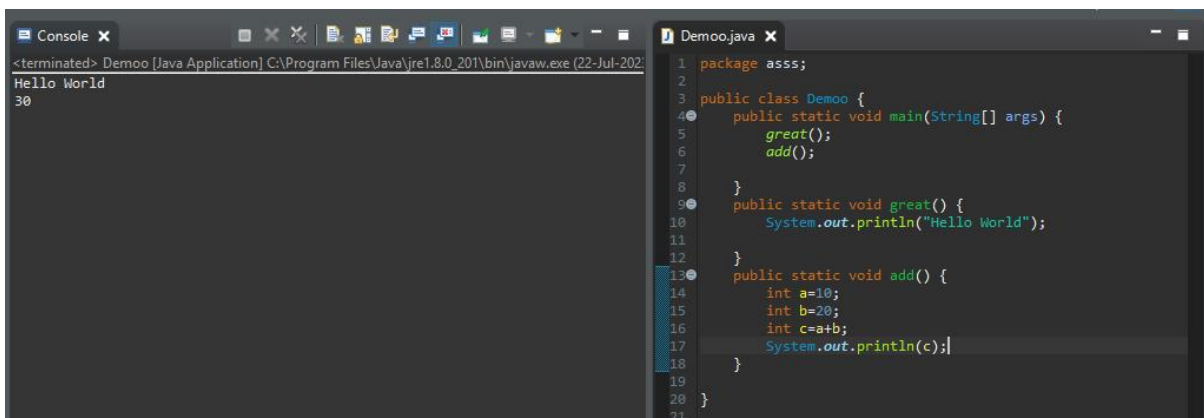 Console
<terminated> Demoo [Java Application] C:\Program Files\Java\jre1.8.0_201\bin\javaw.exe (22-Jul-202
Hello World
30
Demoo.java
1 package asss;
2
3 public class Demoo {
4 public static void main(String[] args) {
5 great();
6 add();
7
8 }
9 public static void great() {
10 System.out.println("Hello World");
11
12 }
13 public static void add() {
14 int a=10;
15 int b=20;
16 int c=a+b;
17 System.out.println(c);
18 }
19
20 }
21